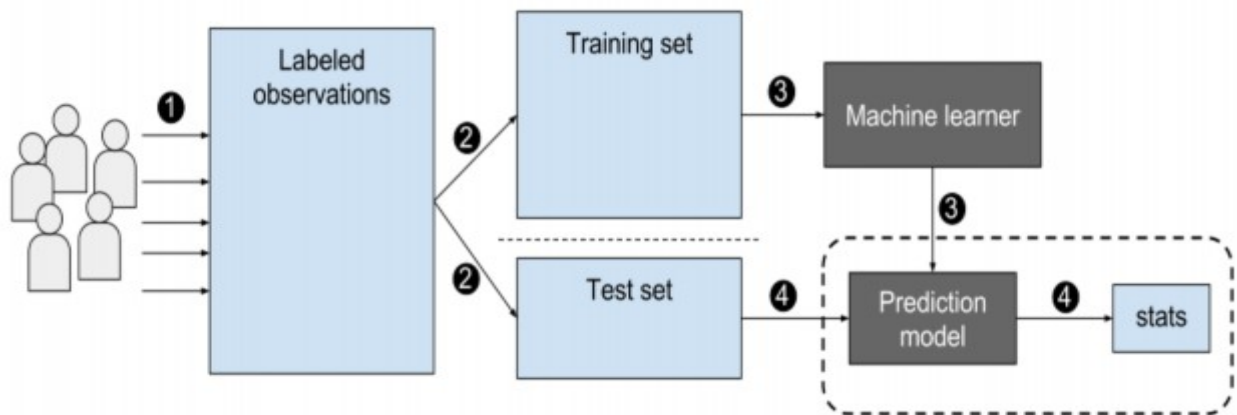 1
Labeled
observations
2
2
Training set
Test set
3
Machine learner
3
4
Prediction
model
4
stats